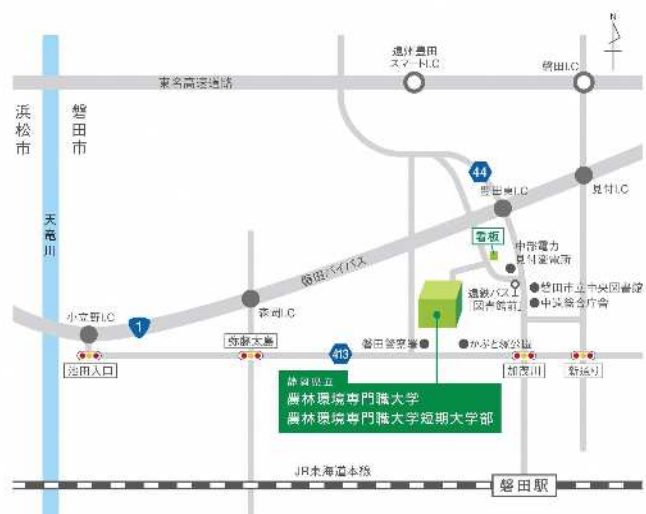 N
遠州豊田
スマートI.C
磐田I.C
東名高速道路
浜松市
磐田市
44
豊田東I.C
見付I.C
看板
中部電力
見付変電所
天竜川
磐田バイパス
遠鉄バス
「図書館前」
磐田市立中央図書館
中遠総合庁舎
小立野I.C
1
森岡I.C
弥藤太島
413
磐田警察署
かぶと塚公園
池田入口
加茂川
新通り
静岡県立
農林環境専門職大学
農林環境専門職大学短期大学部
JR東海道本線
磐田駅